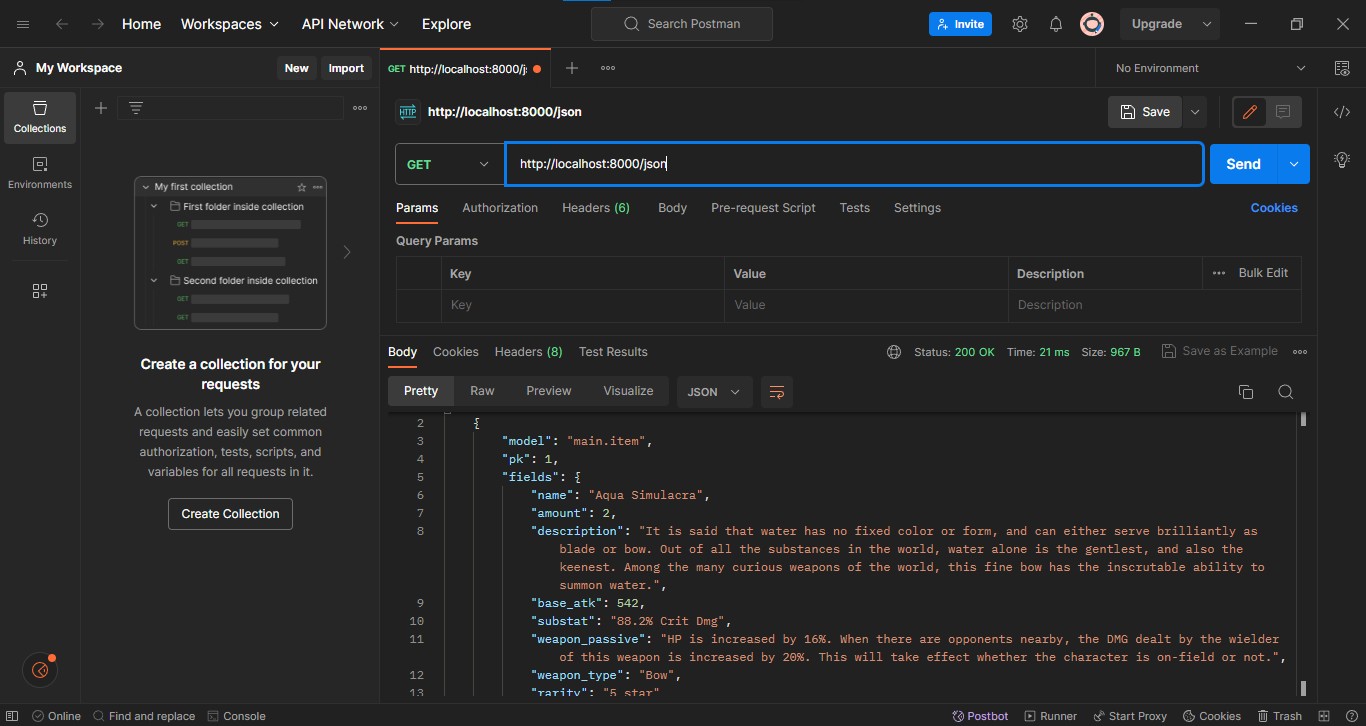 Home Workspaces API Network Explore Search Postman Invite Upgrade
My Workspace New Import GET http://localhost:8000/j No Environment
Collections
Environments
History
My first collection
First folder inside collection
GET
POST
GET
Second folder inside collection
GET
GET
Create a collection for your
requests
A collection lets you group related
requests and easily set common
authorization, tests, scripts, and
variables for all requests in it.
Create Collection
HTTP http://localhost:8000/json Save
GET http://localhost:8000/json Send
Params Authorization Headers (6) Body Pre-request Script Tests Settings Cookies
Query Params
Key Value Description Bulk Edit
Key Value Description
Body Cookies Headers (8) Test Results Status: 200 OK Time: 21 ms Size: 967 B Save as Example
Pretty Raw Preview Visualize JSON
2 {
3 "model": "main.item",
4 "pk": 1,
5 "fields": {
6 "name": "Aqua Simulacra",
7 "amount": 2,
8 "description": "It is said that water has no fixed color or form, and can either serve brilliantly as
blade or bow. Out of all the substances in the world, water alone is the gentlest, and also the
keenest. Among the many curious weapons of the world, this fine bow has the inscrutable ability to
summon water.",
9 "base_atk": 542,
10 "substat": "88.2% Crit Dmg",
11 "weapon_passive": "HP is increased by 16%. When there are opponents nearby, the DMG dealt by the wielder
of this weapon is increased by 20%. This will take effect whether the character is on-field or not.",
12 "weapon_type": "Bow",
13 "rarity": "5 star"
Online Find and replace Console Postbot Runner Start Proxy Cookies Trash